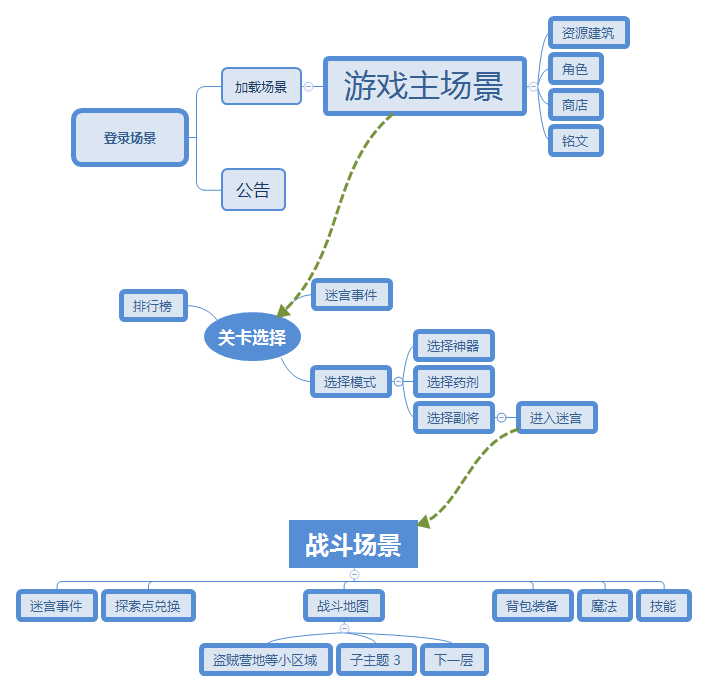 资源建筑
加载场景
游戏主场景
角色
商店
登录场景
铭文
公告
迷宫事件
排行榜
关卡选择
选择神器
选择模式
选择药剂
选择副将
进入迷宫
战斗场景
迷宫事件
探索点兑换
战斗地图
背包装备
魔法
技能
盗贼营地等小区域
子主题 3
下一层